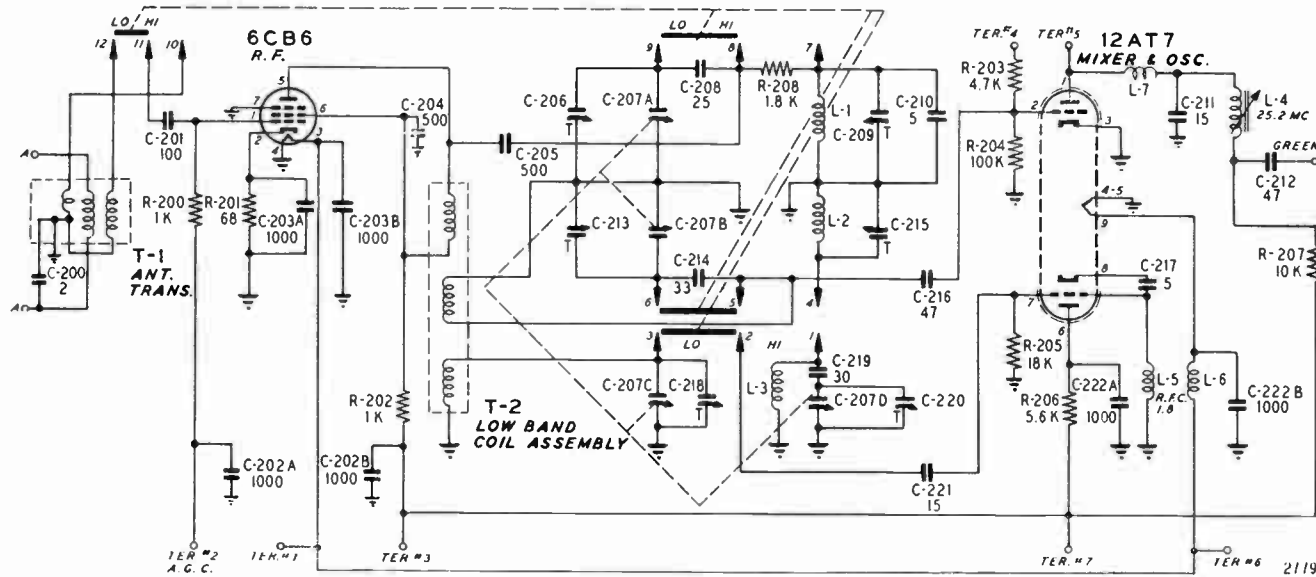 LO HI
12 11 10
6CB6
R.F.
5
7
1
6
2
4
3
C-201
100
A
A
C-200
2
T-1
ANT.
TRANS.
R-200
1 K
R-201
68
C-203A
1000
C-203B
1000
C-202A
1000
TER #2
A.G.C.
TER.#1
C-204
500
R-202
1 K
C-202B
1000
TER #3
C-205
500
T-2
LOW BAND
COIL ASSEMBLY
LO HI
9 8 7
C-206
T
C-207A
C-208
25
R-208
1.8 K
L-1
C-209
T
C-210
5
C-213
T
C-207B
L-2
C-215
T
C-214
33
6 5 4
3 LO 2 HI 1
C-207C
C-218
T
L-3
C-219
30
C-207D
C-220
T
C-216
47
C-221
15
TER.#4
TER#5
R-203
4.7K
R-204
100K
12AT7
MIXER & OSC.
2
3
4-5
9
8
7
6
L-7
C-211
15
L-4
25.2 MC
GREEN
C-212
47
R-207
10 K
C-217
5
R-205
18 K
R-206
5.6 K
C-222A
1000
L-5
R.F.C.
1.8
L-6
C-222B
1000
TER.#7
TER#6
2119